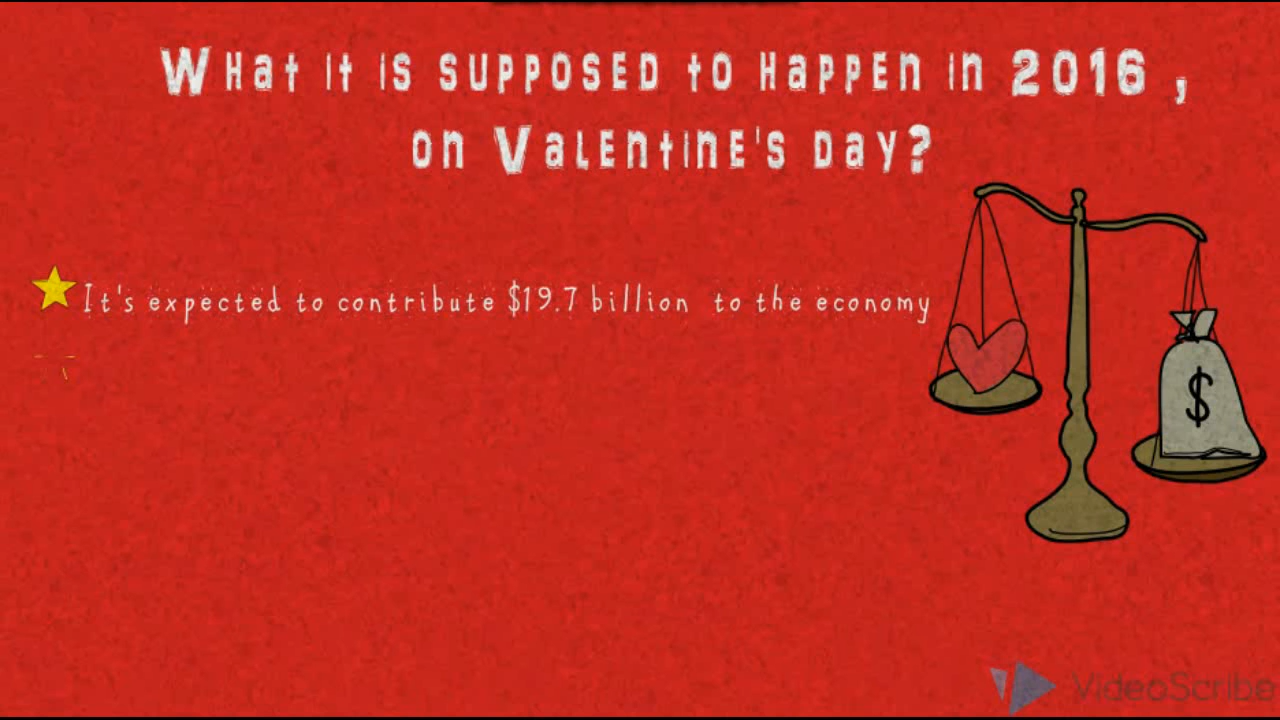 What it is supposed to happen in 2016 ,
on Valentine's day?
It's expected to contribute $19.7 billion to the economy
$
VideoScribe